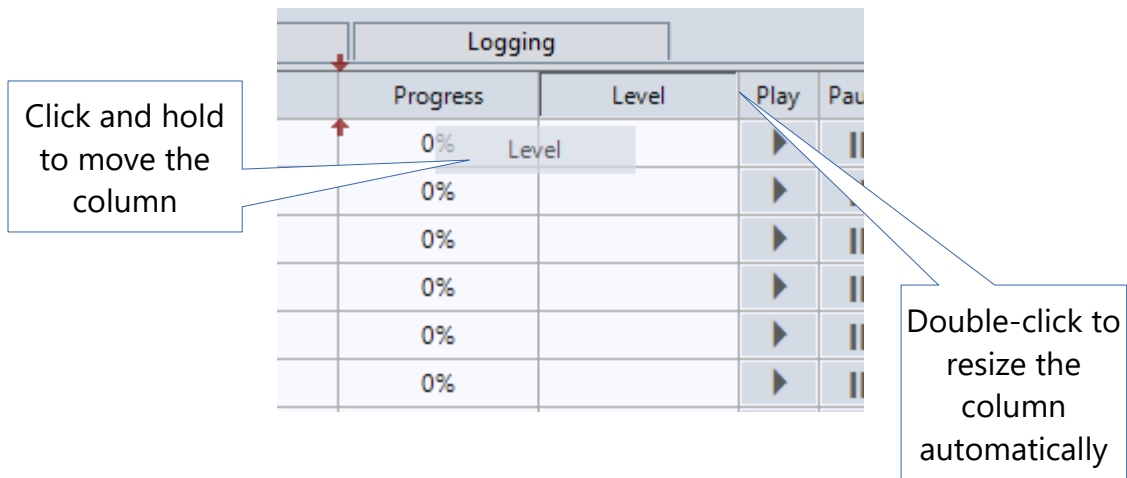 Logging
Progress Level Play Pau
Click and hold
to move the
column
0% Level
0%
0%
0%
0%
0%
Double-click to
resize the
column
automatically